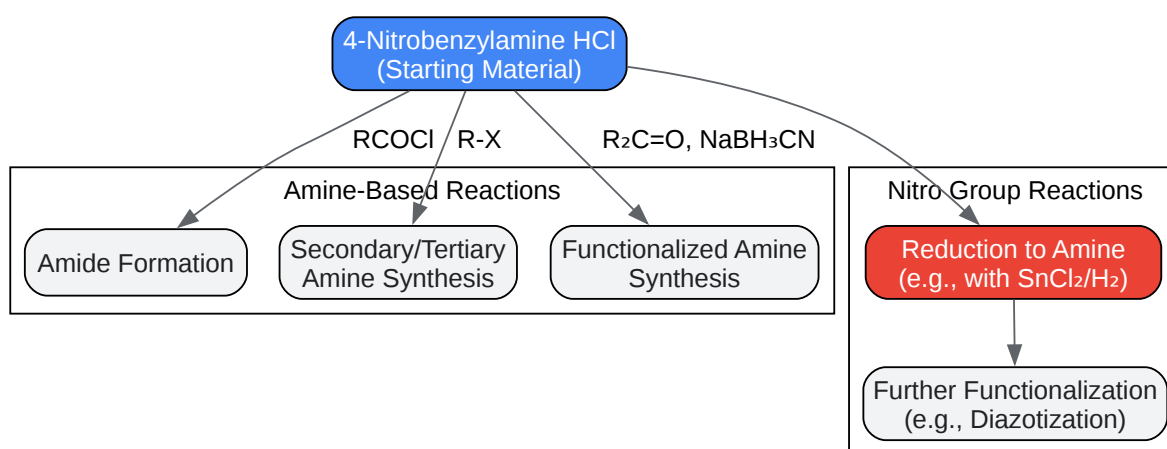 4-Nitrobenzylamine HCl
(Starting Material)
RCOCl
R-X
R₂C=O, NaBH₃CN
Amine-Based Reactions
Nitro Group Reactions
Amide Formation
Secondary/Tertiary
Amine Synthesis
Functionalized Amine
Synthesis
Reduction to Amine
(e.g., with SnCl₂/H₂)
Further Functionalization
(e.g., Diazotization)